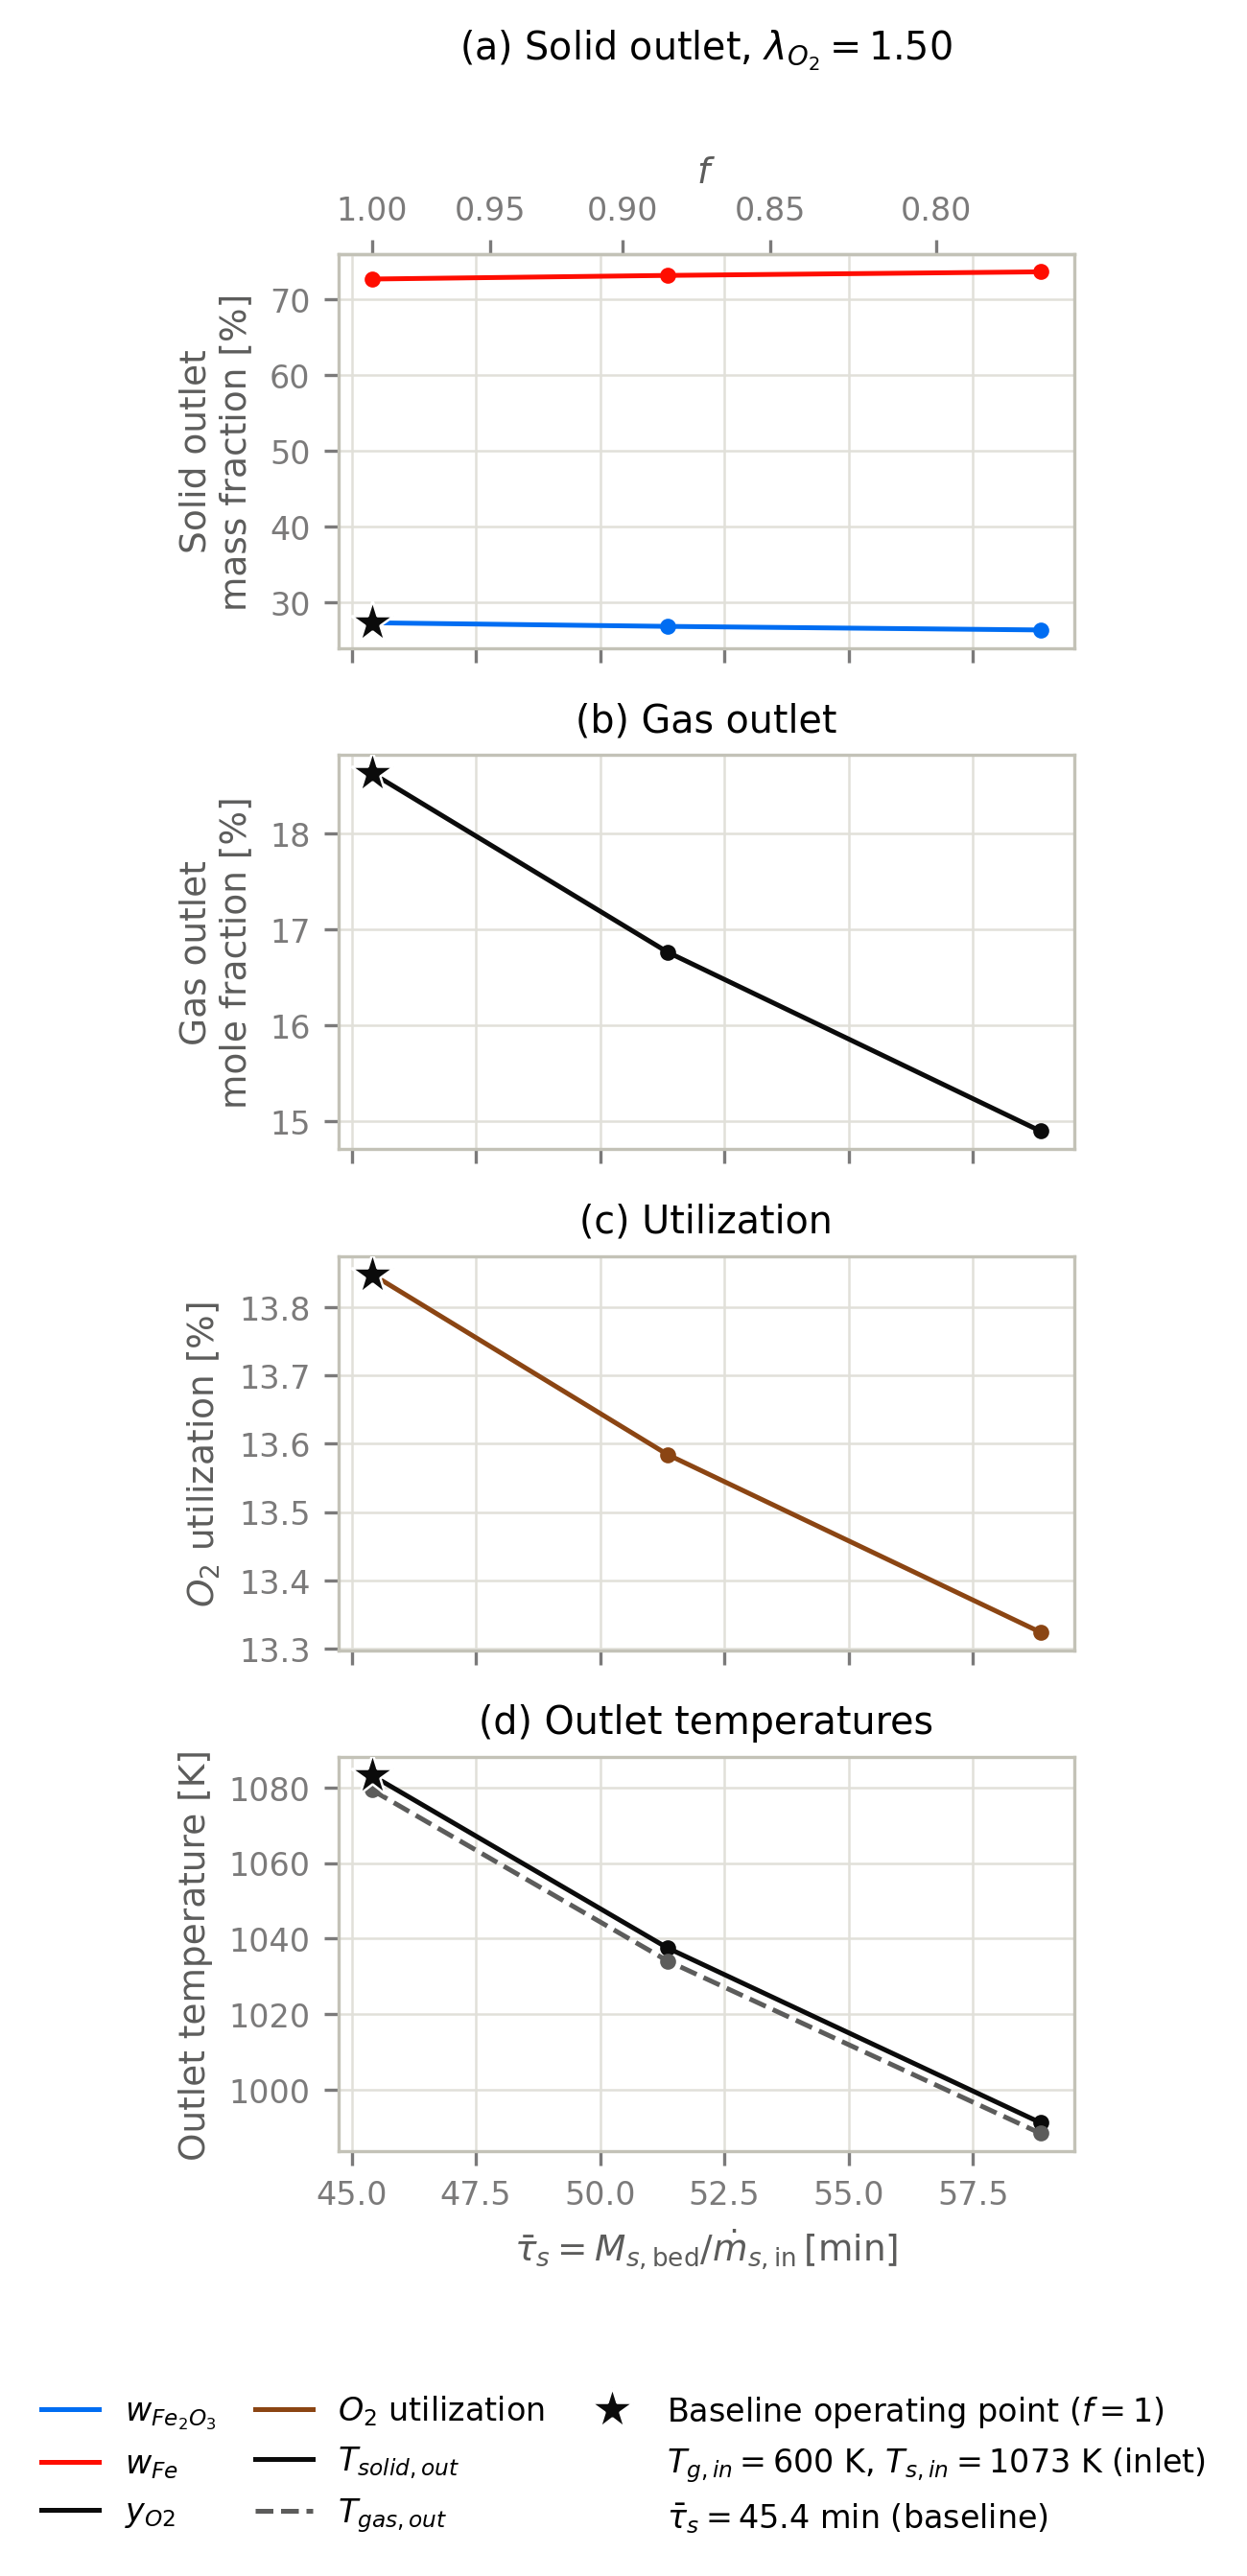 (a) Solid outlet, λ_{O_2} = 1.50
f
1.00 0.95 0.90 0.85 0.80
Solid outlet
mass fraction [%]
70
60
50
40
30
(b) Gas outlet
Gas outlet
mole fraction [%]
18
17
16
15
(c) Utilization
O_2 utilization [%]
13.8
13.7
13.6
13.5
13.4
13.3
(d) Outlet temperatures
Outlet temperature [K]
1080
1060
1040
1020
1000
45.0 47.5 50.0 52.5 55.0 57.5
τ̄_s = M_{s, bed}/ṁ_{s, in} [min]
w_{Fe_2O_3}
w_{Fe}
y_{O2}
O_2 utilization
T_{solid, out}
T_{gas, out}
Baseline operating point (f = 1)
T_{g, in} = 600 K, T_{s, in} = 1073 K (inlet)
τ̄_s = 45.4 min (baseline)